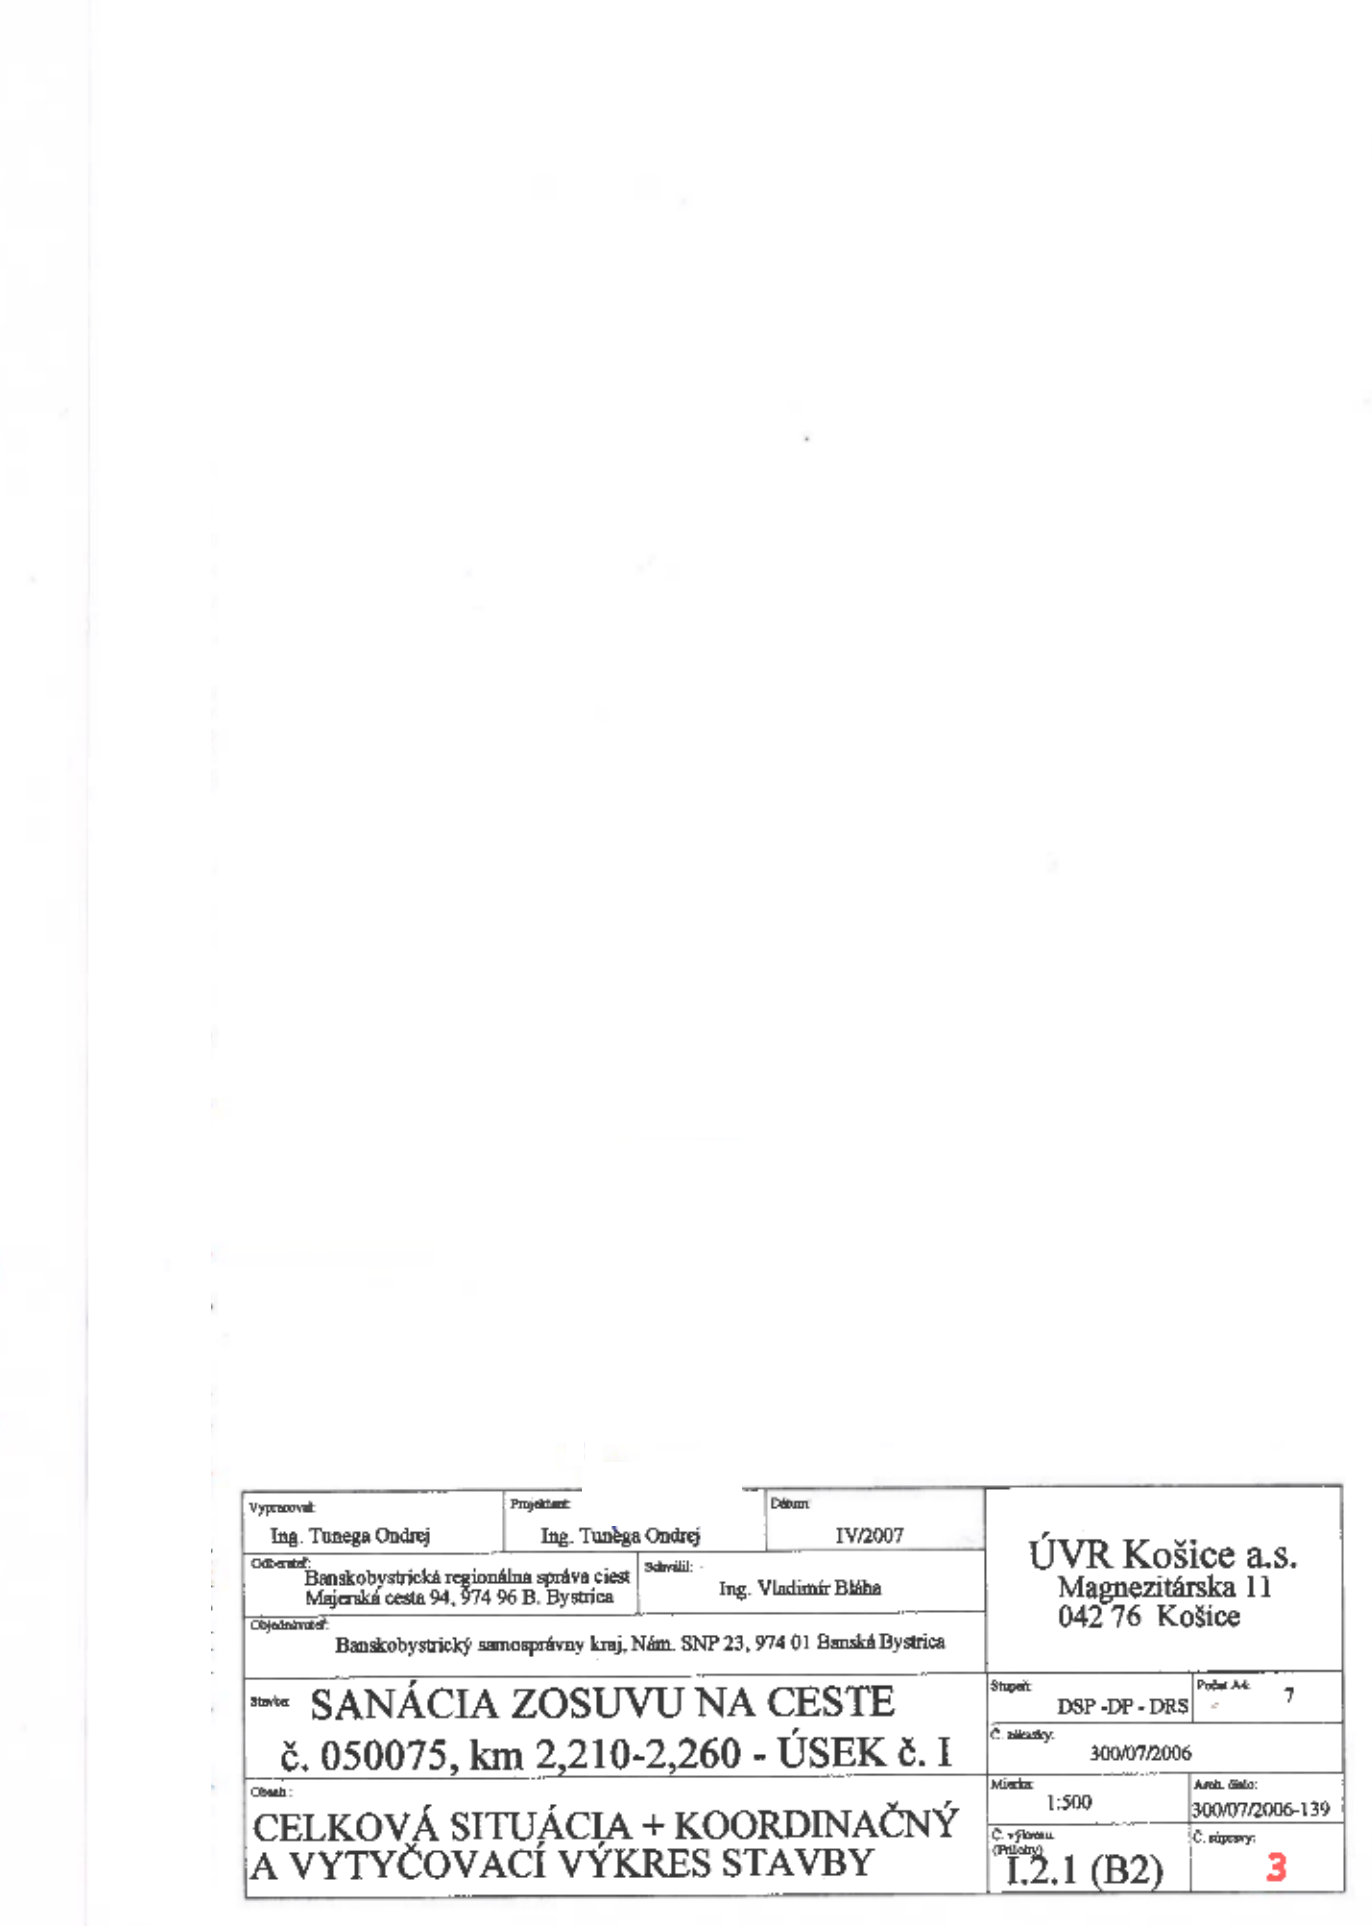 Vypracoval:
Ing. Tunega Ondrej
Projektant:
Ing. Tunega Ondrej
Dátum:
IV/2007
ÚVR Košice a.s.
Magnezitárska 11
042 76 Košice
Odberateľ:
Banskobystrická regionálna správa ciest
Majerská cesta 94, 974 96 B. Bystrica
Schválil:
Ing. Vladimír Bláha
Objednávateľ:
Banskobystrický samosprávny kraj, Nám. SNP 23, 974 01 Banská Bystrica
Stavba:
SANÁCIA ZOSUVU NA CESTE
č. 050075, km 2,210-2,260 - ÚSEK č. I
Stupeň:
DSP -DP - DRS
Počet A4:
7
Č. zákazky:
300/07/2006
Obsah :
CELKOVÁ SITUÁCIA + KOORDINAČNÝ
A VYTYČOVACÍ VÝKRES STAVBY
Mierka:
1:500
Arch. číslo:
300/07/2006-139
Č. výkresu:
(Prílohy)
I.2.1 (B2)
Č. súpravy:
3